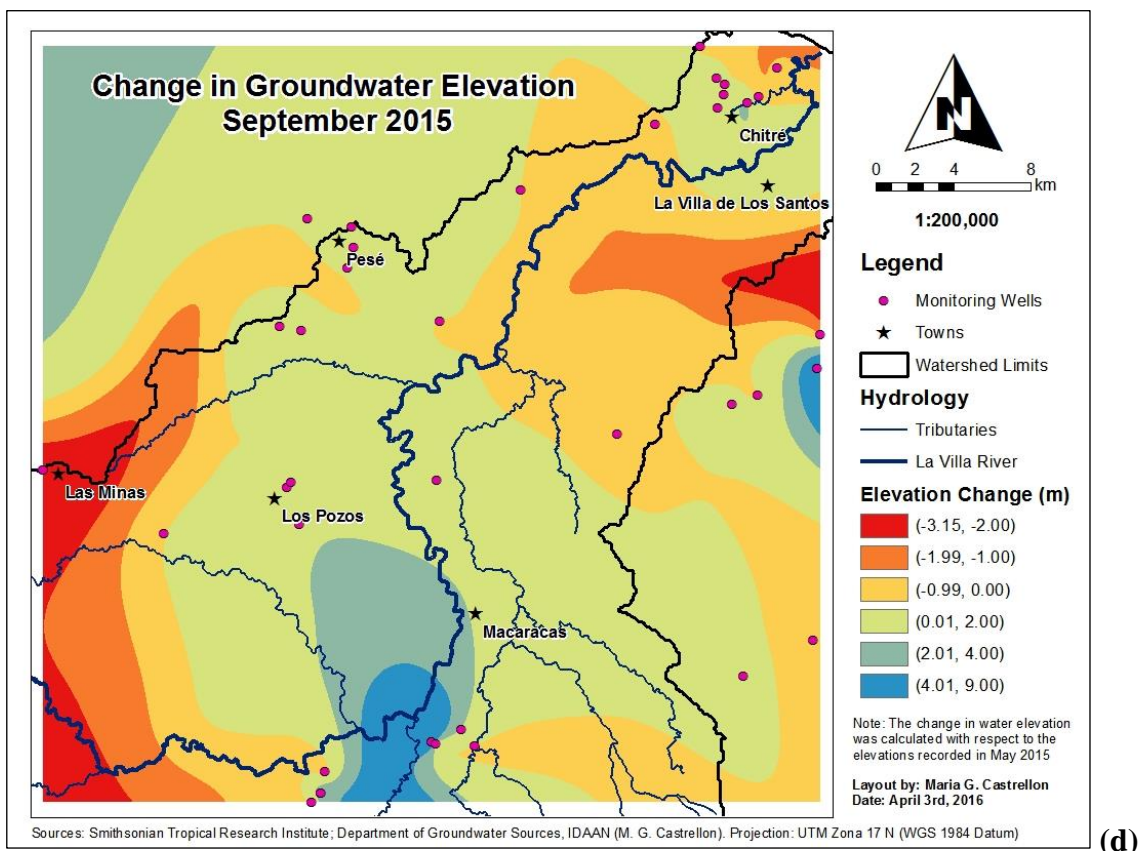 Change in Groundwater Elevation
September 2015
Chitré
La Villa de Los Santos
Pesé
Las Minas
Los Pozos
Macaracas
N
0 2 4 8
km
1:200,000
Legend
Monitoring Wells
Towns
Watershed Limits
Hydrology
Tributaries
La Villa River
Elevation Change (m)
(-3.15, -2.00)
(-1.99, -1.00)
(-0.99, 0.00)
(0.01, 2.00)
(2.01, 4.00)
(4.01, 9.00)
Note: The change in water elevation
was calculated with respect to the
elevations recorded in May 2015
Layout by: Maria G. Castrellon
Date: April 3rd, 2016
Sources: Smithsonian Tropical Research Institute; Department of Groundwater Sources, IDAAN (M. G. Castrellon). Projection: UTM Zona 17 N (WGS 1984 Datum)
(d)